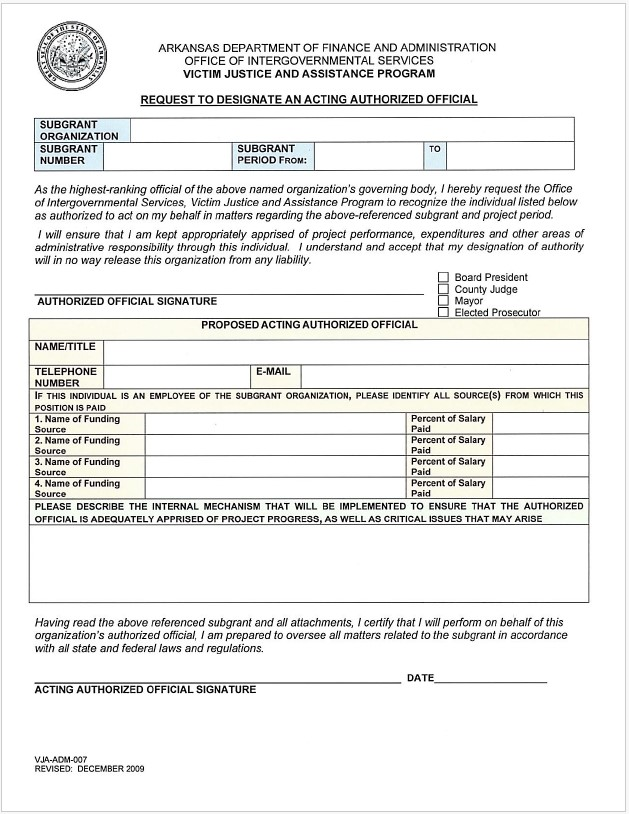 ARKANSAS DEPARTMENT OF FINANCE AND ADMINISTRATION
OFFICE OF INTERGOVERNMENTAL SERVICES
VICTIM JUSTICE AND ASSISTANCE PROGRAM
REQUEST TO DESIGNATE AN ACTING AUTHORIZED OFFICIAL
SUBGRANT
ORGANIZATION
SUBGRANT
NUMBER
SUBGRANT
PERIOD FROM:
TO
As the highest-ranking official of the above named organization's governing body, I hereby request the Office
of Intergovernmental Services, Victim Justice and Assistance Program to recognize the individual listed below
as authorized to act on my behalf in matters regarding the above-referenced subgrant and project period.
I will ensure that I am kept appropriately apprised of project performance, expenditures and other areas of
administrative responsibility through this individual. I understand and accept that my designation of authority
will in no way release this organization from any liability.
AUTHORIZED OFFICIAL SIGNATURE
Board President
County Judge
Mayor
Elected Prosecutor
PROPOSED ACTING AUTHORIZED OFFICIAL
NAME/TITLE
TELEPHONE
NUMBER
E-MAIL
IF THIS INDIVIDUAL IS AN EMPLOYEE OF THE SUBGRANT ORGANIZATION, PLEASE IDENTIFY ALL SOURCE(S) FROM WHICH THIS
POSITION IS PAID
1. Name of Funding
Source
Percent of Salary
Paid
2. Name of Funding
Source
Percent of Salary
Paid
3. Name of Funding
Source
Percent of Salary
Paid
4. Name of Funding
Source
Percent of Salary
Paid
PLEASE DESCRIBE THE INTERNAL MECHANISM THAT WILL BE IMPLEMENTED TO ENSURE THAT THE AUTHORIZED
OFFICIAL IS ADEQUATELY APPRISED OF PROJECT PROGRESS, AS WELL AS CRITICAL ISSUES THAT MAY ARISE
Having read the above referenced subgrant and all attachments, I certify that I will perform on behalf of this
organization's authorized official, I am prepared to oversee all matters related to the subgrant in accordance
with all state and federal laws and regulations.
DATE
ACTING AUTHORIZED OFFICIAL SIGNATURE
VJA-ADM-007
REVISED: DECEMBER 2009